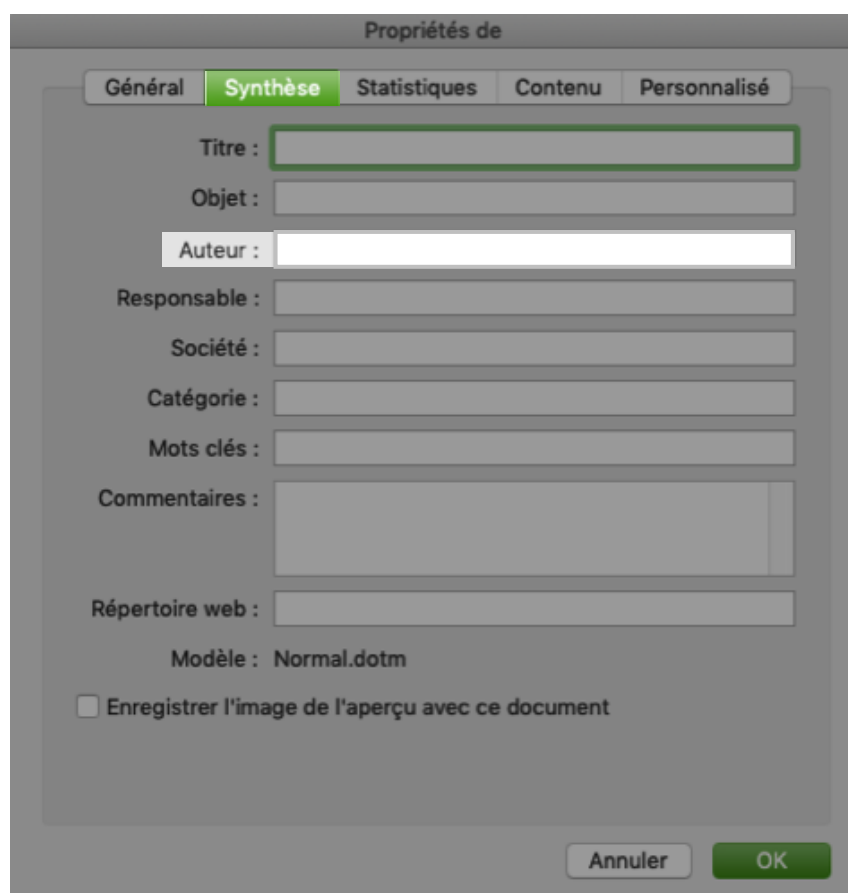 Propriétés de
Général Synthèse Statistiques Contenu Personnalisé
Titre :
Objet :
Auteur :
Responsable :
Société :
Catégorie :
Mots clés :
Commentaires :
Répertoire web :
Modèle : Normal.dotm
Enregistrer l'image de l'aperçu avec ce document
Annuler OK